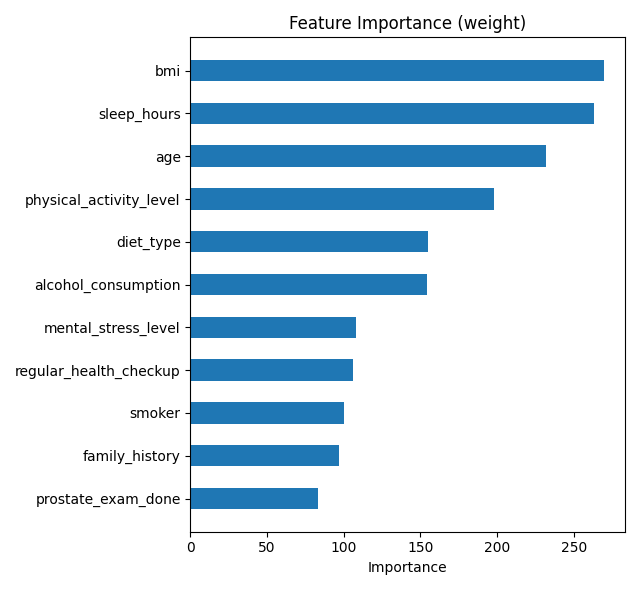 Feature Importance (weight)
bmi
sleep_hours
age
physical_activity_level
diet_type
alcohol_consumption
mental_stress_level
regular_health_checkup
smoker
family_history
prostate_exam_done
0 50 100 150 200 250
Importance